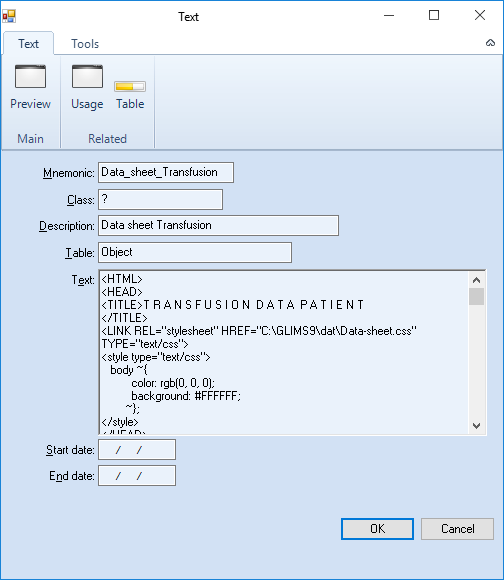 Text
Text Tools
Preview Usage Table
Main Related
Mnemonic: Data_sheet_Transfusion
Class: ?
Description: Data sheet Transfusion
Table: Object
Text: <HTML>
<HEAD>
<TITLE>T R A N S F U S I O N  D A T A  P A T I E N T
</TITLE>
<LINK REL="stylesheet" HREF="C:\GLIMS9\dat\Data-sheet.css"
TYPE="text/css">
<style type="text/css">
body ~{
color: rgb(0, 0, 0);
background: #FFFFFF;
~};
</style>
</HEAD>
Start date: / /
End date: / /
OK Cancel